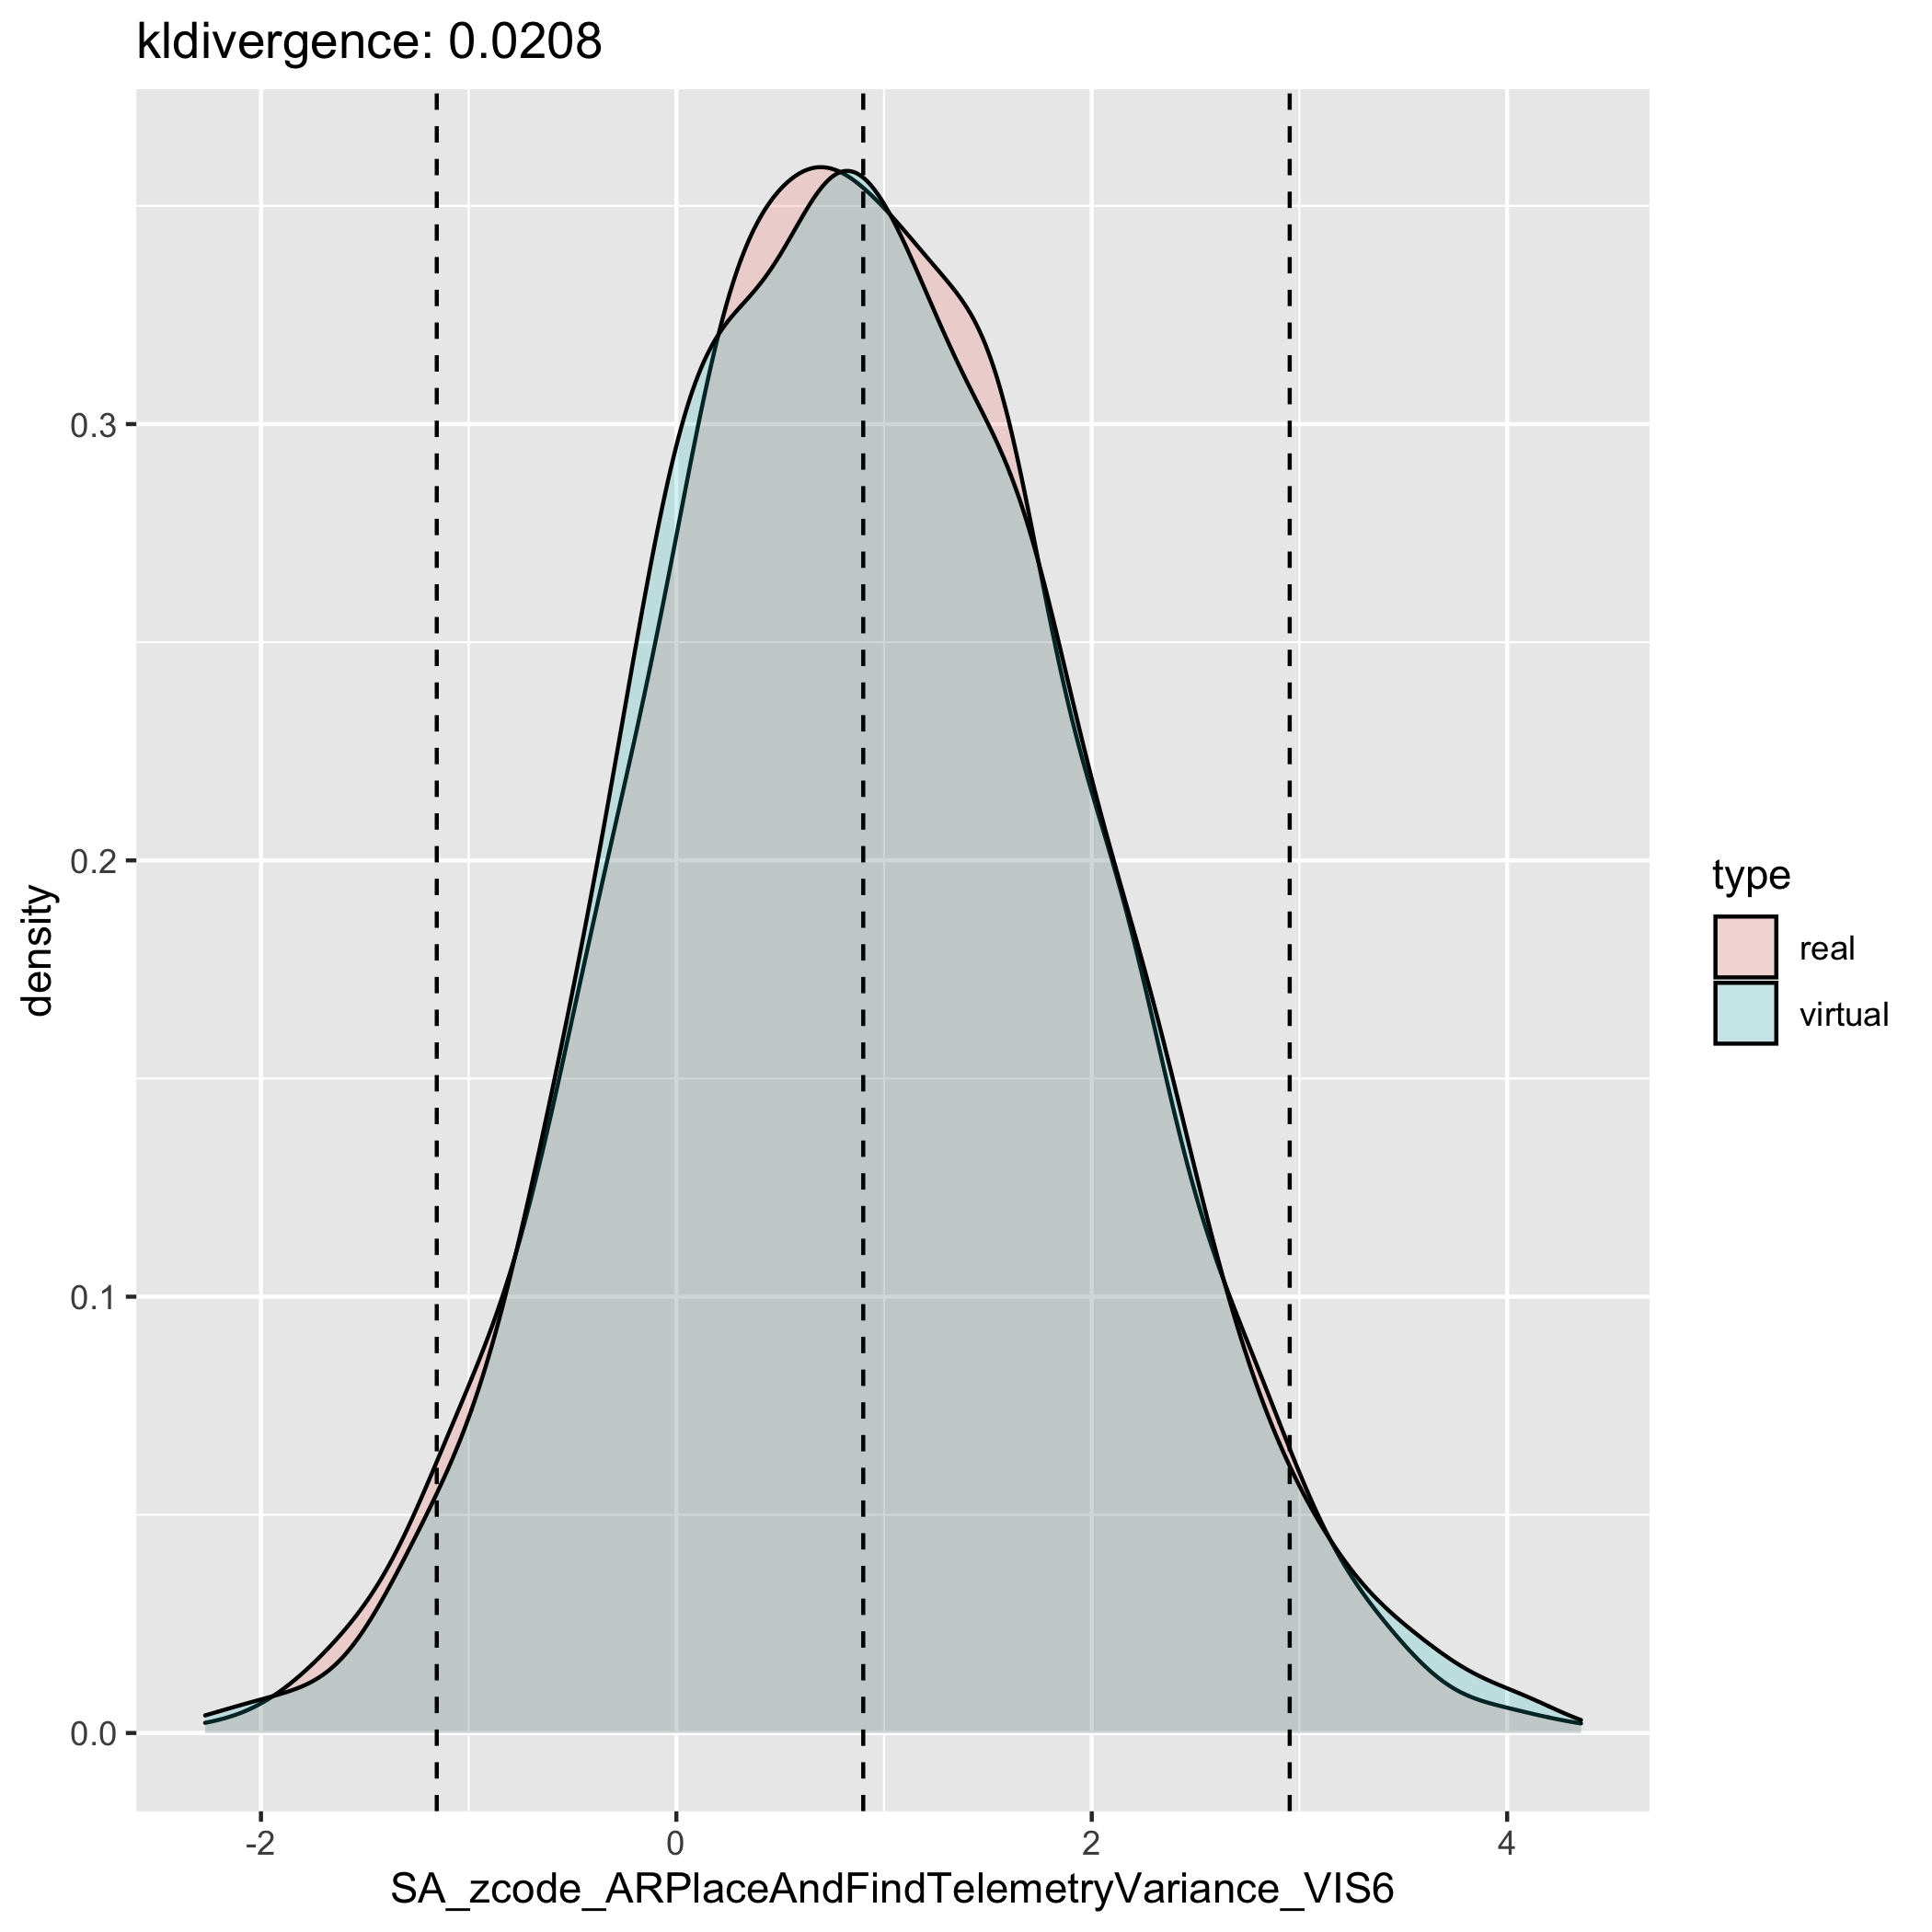 kldivergence: 0.0208
0.3
0.2
0.1
0.0
density
-2
0
2
4
SA_zcode_ARPlaceAndFindTelemetryVariance_VIS6
type
real
virtual